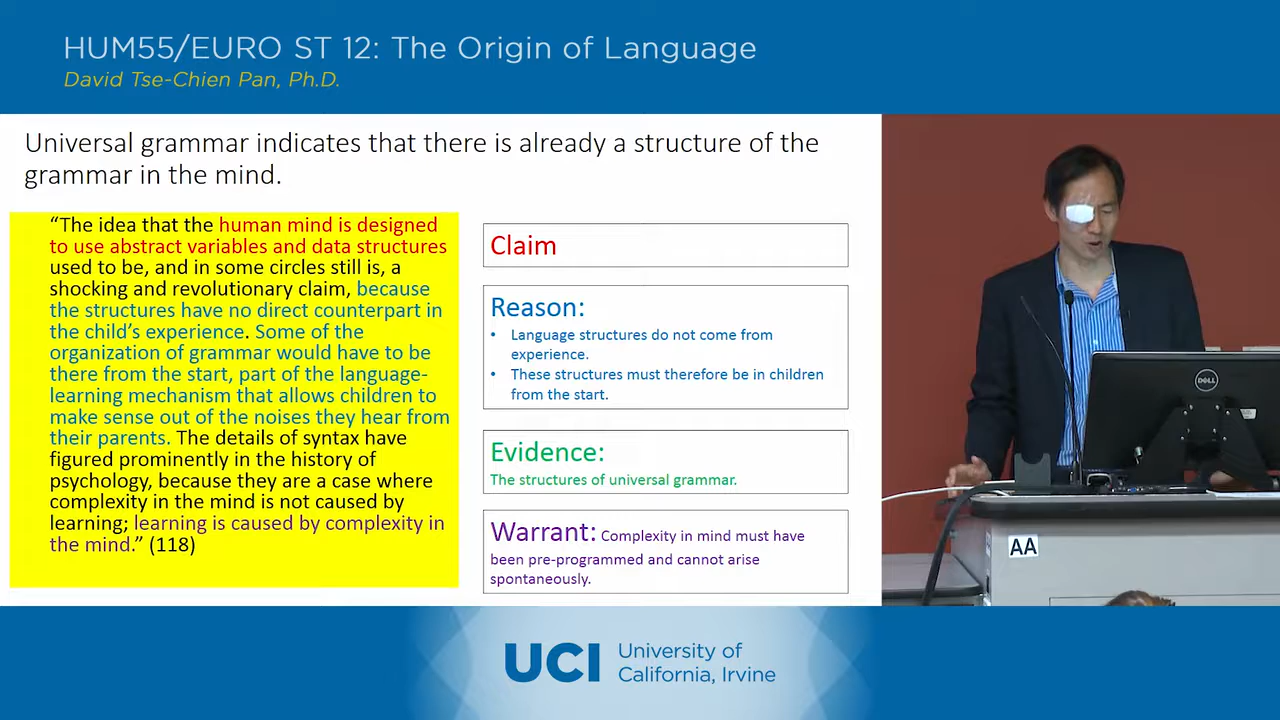 HUM55/EURO ST 12: The Origin of Language
David Tse-Chien Pan, Ph.D.
Universal grammar indicates that there is already a structure of the
grammar in the mind.
“The idea that the human mind is designed
to use abstract variables and data structures
used to be, and in some circles still is, a
shocking and revolutionary claim, because
the structures have no direct counterpart in
the child’s experience. Some of the
organization of grammar would have to be
there from the start, part of the language-
learning mechanism that allows children to
make sense out of the noises they hear from
their parents. The details of syntax have
figured prominently in the history of
psychology, because they are a case where
complexity in the mind is not caused by
learning; learning is caused by complexity in
the mind.” (118)
Claim
Reason:
• Language structures do not come from
experience.
• These structures must therefore be in children
from the start.
Evidence:
The structures of universal grammar.
Warrant: Complexity in mind must have
been pre-programmed and cannot arise
spontaneously.
DELL
AA
UCI University of
California, Irvine